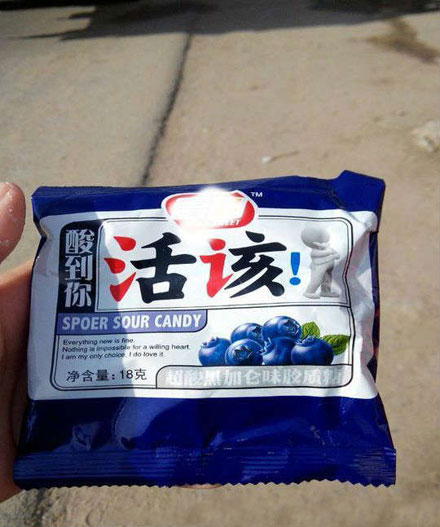 TM
酸到你
活该!
SPOER SOUR CANDY
Everything new is fine.
Nothing is impossible for a willing heart.
I am my only choice, I do love it.
净含量:18克
超酸黑加仑味胶质糖